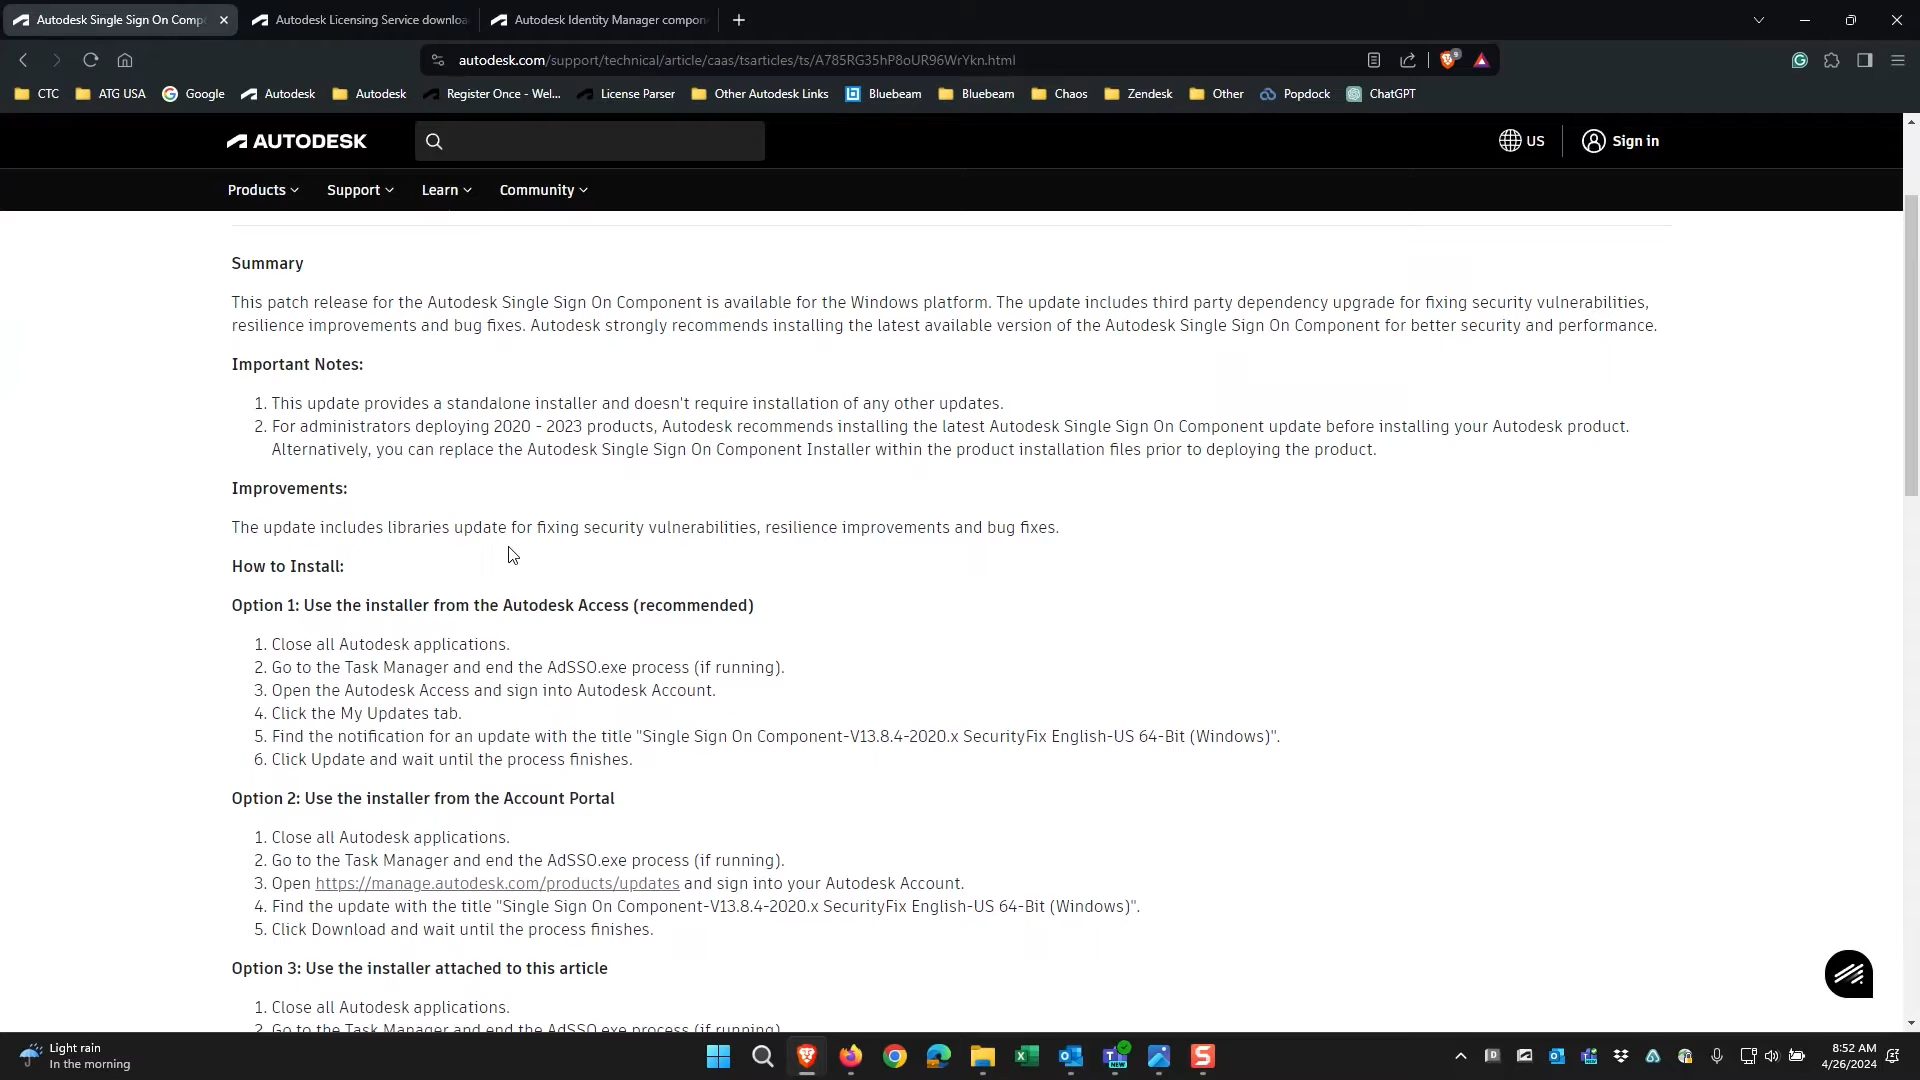 Autodesk Single Sign On Comp
Autodesk Licensing Service downloa
Autodesk Identity Manager compon
autodesk.com/support/technical/article/caas/tsarticles/ts/A785RG35hP8oUR96WrYkn.html
9
CTC
ATG USA
Google
Autodesk
Autodesk
Register Once - Wel...
License Parser
Other Autodesk Links
Bluebeam
Bluebeam
Chaos
Zendesk
Other
Popdock
ChatGPT
AUTODESK
US
Sign in
Products
Support
Learn
Community
Summary
This patch release for the Autodesk Single Sign On Component is available for the Windows platform. The update includes third party dependency upgrade for fixing security vulnerabilities,
resilience improvements and bug fixes. Autodesk strongly recommends installing the latest available version of the Autodesk Single Sign On Component for better security and performance.
Important Notes:
1. This update provides a standalone installer and doesn't require installation of any other updates.
2. For administrators deploying 2020 - 2023 products, Autodesk recommends installing the latest Autodesk Single Sign On Component update before installing your Autodesk product.
Alternatively, you can replace the Autodesk Single Sign On Component Installer within the product installation files prior to deploying the product.
Improvements:
The update includes libraries update for fixing security vulnerabilities, resilience improvements and bug fixes.
How to Install:
Option 1: Use the installer from the Autodesk Access (recommended)
1. Close all Autodesk applications.
2. Go to the Task Manager and end the AdSSO.exe process (if running).
3. Open the Autodesk Access and sign into Autodesk Account.
4. Click the My Updates tab.
5. Find the notification for an update with the title "Single Sign On Component-V13.8.4-2020.x SecurityFix English-US 64-Bit (Windows)".
6. Click Update and wait until the process finishes.
Option 2: Use the installer from the Account Portal
1. Close all Autodesk applications.
2. Go to the Task Manager and end the AdSSO.exe process (if running).
3. Open https://manage.autodesk.com/products/updates and sign into your Autodesk Account.
4. Find the update with the title "Single Sign On Component-V13.8.4-2020.x SecurityFix English-US 64-Bit (Windows)".
5. Click Download and wait until the process finishes.
Option 3: Use the installer attached to this article
1. Close all Autodesk applications.
2. Go to the Task Manager and end the AdSSO.exe process (if running)
Light rain
In the morning
8:52 AM
4/26/2024